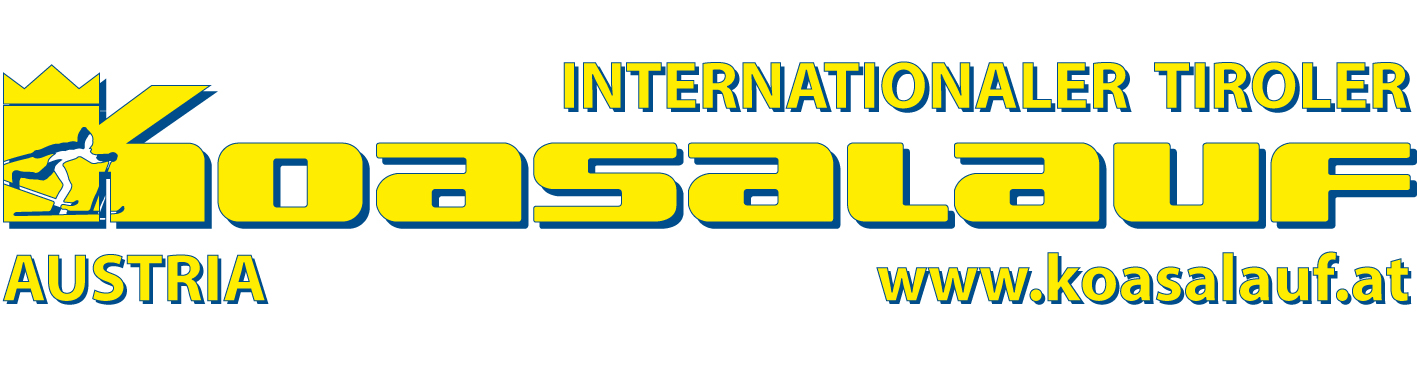 INTERNATIONALER TIROLER
Koasalauf
AUSTRIA
www.koasalauf.at